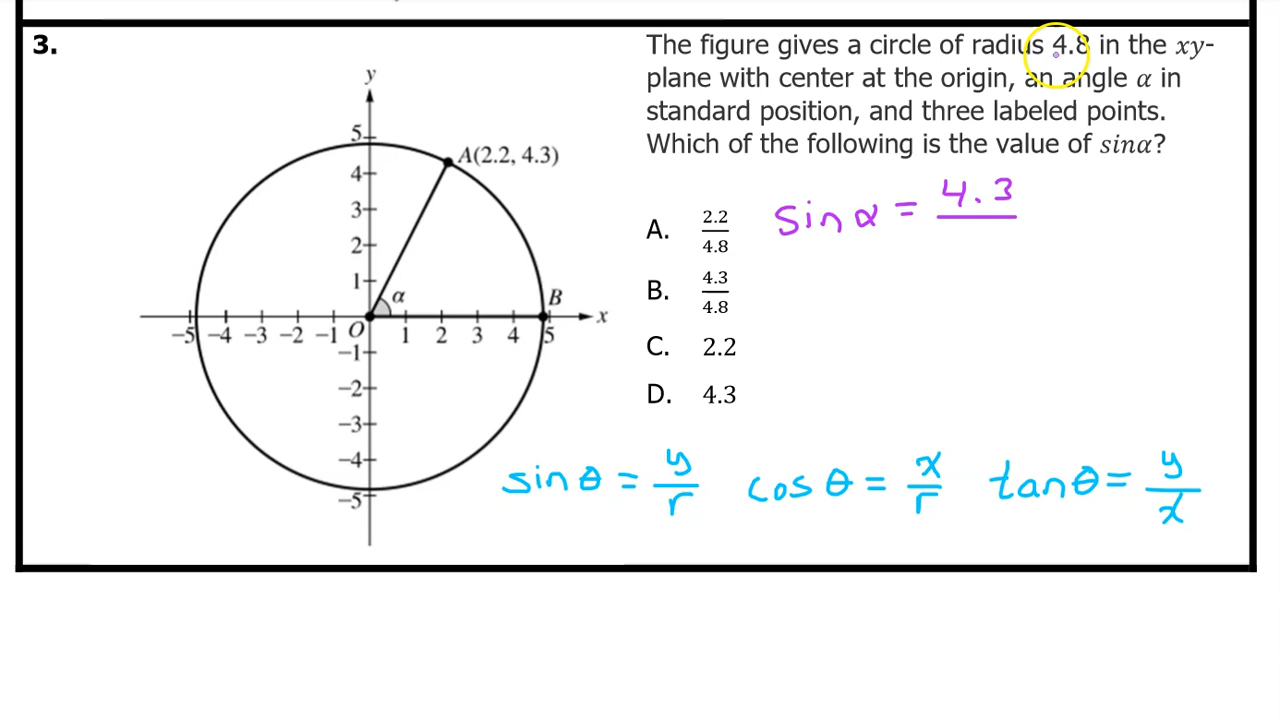 3.
The figure gives a circle of radius 4.8 in the xy-
plane with center at the origin, an angle α in
standard position, and three labeled points.
Which of the following is the value of sinα?
y
5
A(2.2, 4.3)
4
3
2
1
α
B
x
−5 −4 −3 −2 −1 O 1 2 3 4 5
−1
−2
−3
−4
−5
sin α = 4.3
A. 2.2/4.8
B. 4.3/4.8
C. 2.2
D. 4.3
sin θ = y/r cos θ = x/r tan θ = y/x